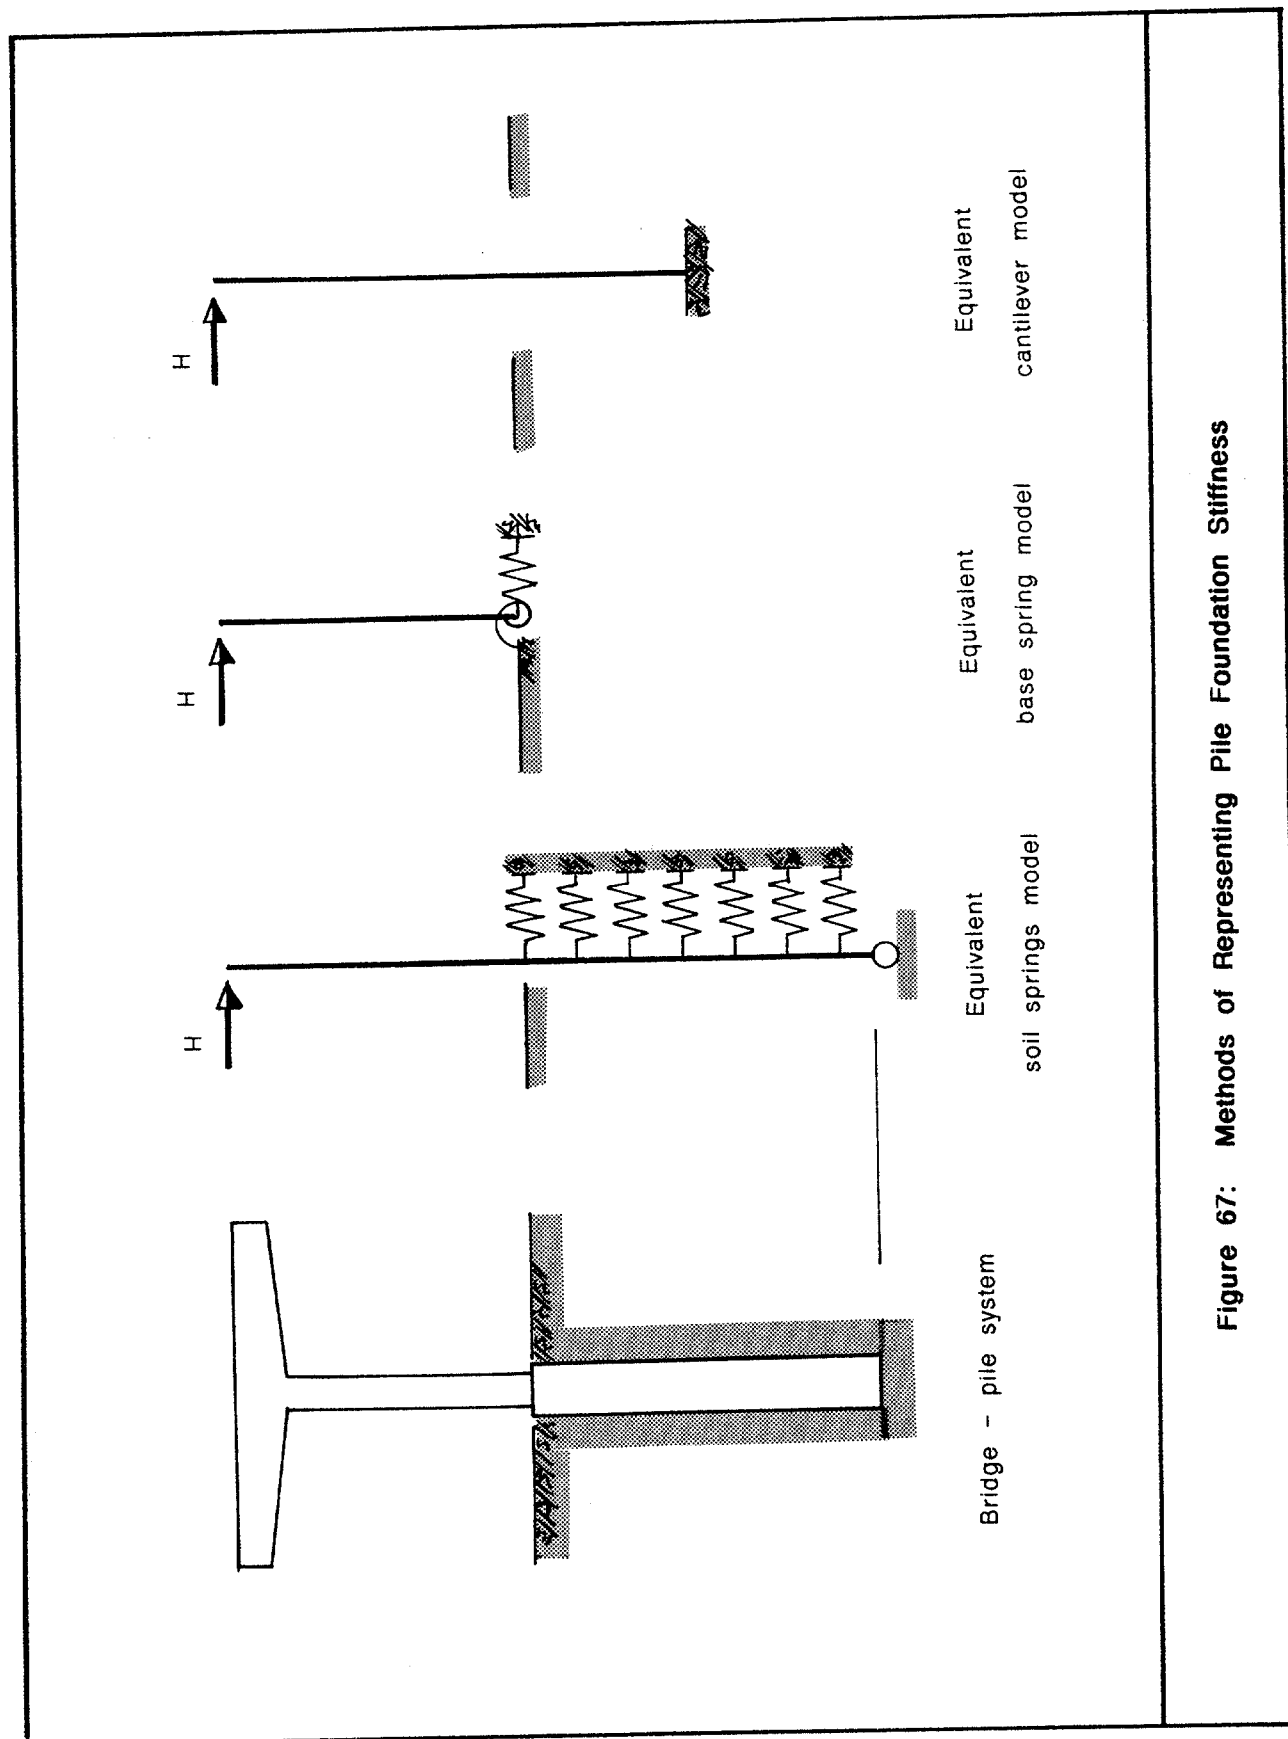 H
H
H
Bridge - pile system
Equivalent
soil springs model
Equivalent
base spring model
Equivalent
cantilever model
Figure 67: Methods of Representing Pile Foundation Stiffness